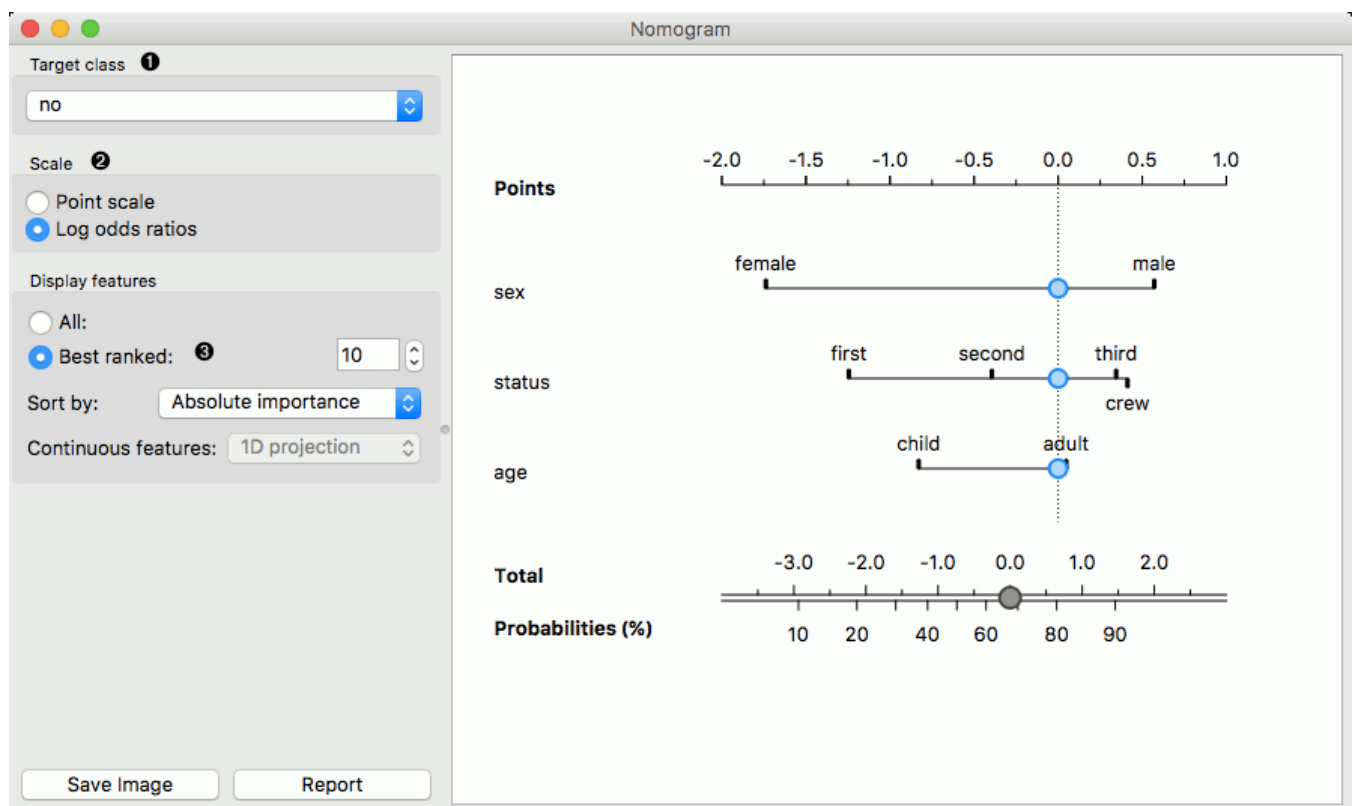 Nomogram
Target class ❶
no
Scale ❷
Point scale
Log odds ratios
Display features
All:
Best ranked: ❸ 10
Sort by: Absolute importance
Continuous features: 1D projection
Save Image Report
-2.0 -1.5 -1.0 -0.5 0.0 0.5 1.0
Points
female male
sex
first second third
status
crew
child adult
age
-3.0 -2.0 -1.0 0.0 1.0 2.0
Total
Probabilities (%)
10 20 40 60 80 90